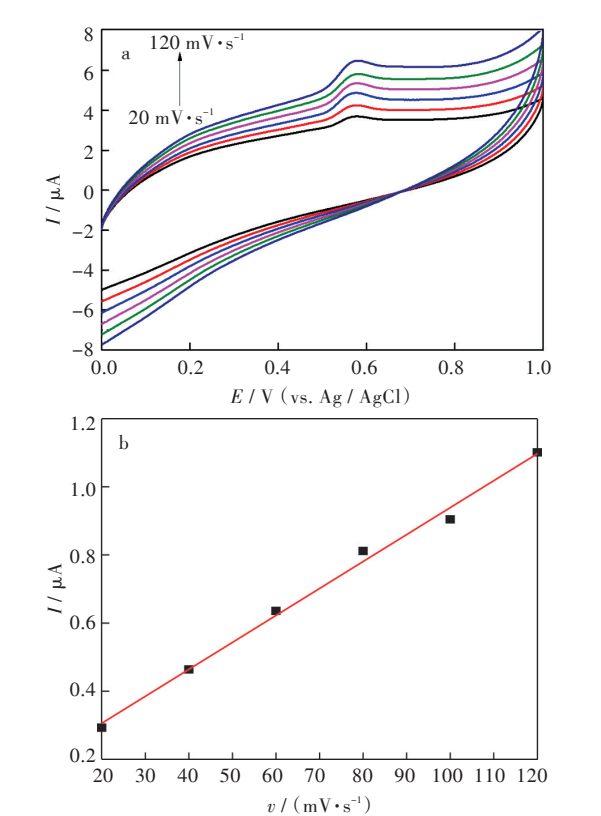 a
120 mV·s⁻¹
20 mV·s⁻¹
8
6
4
2
0
−2
−4
−6
−8
I / μA
0.0 0.2 0.4 0.6 0.8 1.0
E / V (vs. Ag / AgCl)
b
1.2
1.0
0.8
0.6
0.4
0.2
I / μA
20 30 40 50 60 70 80 90 100 110 120
v / (mV·s⁻¹)